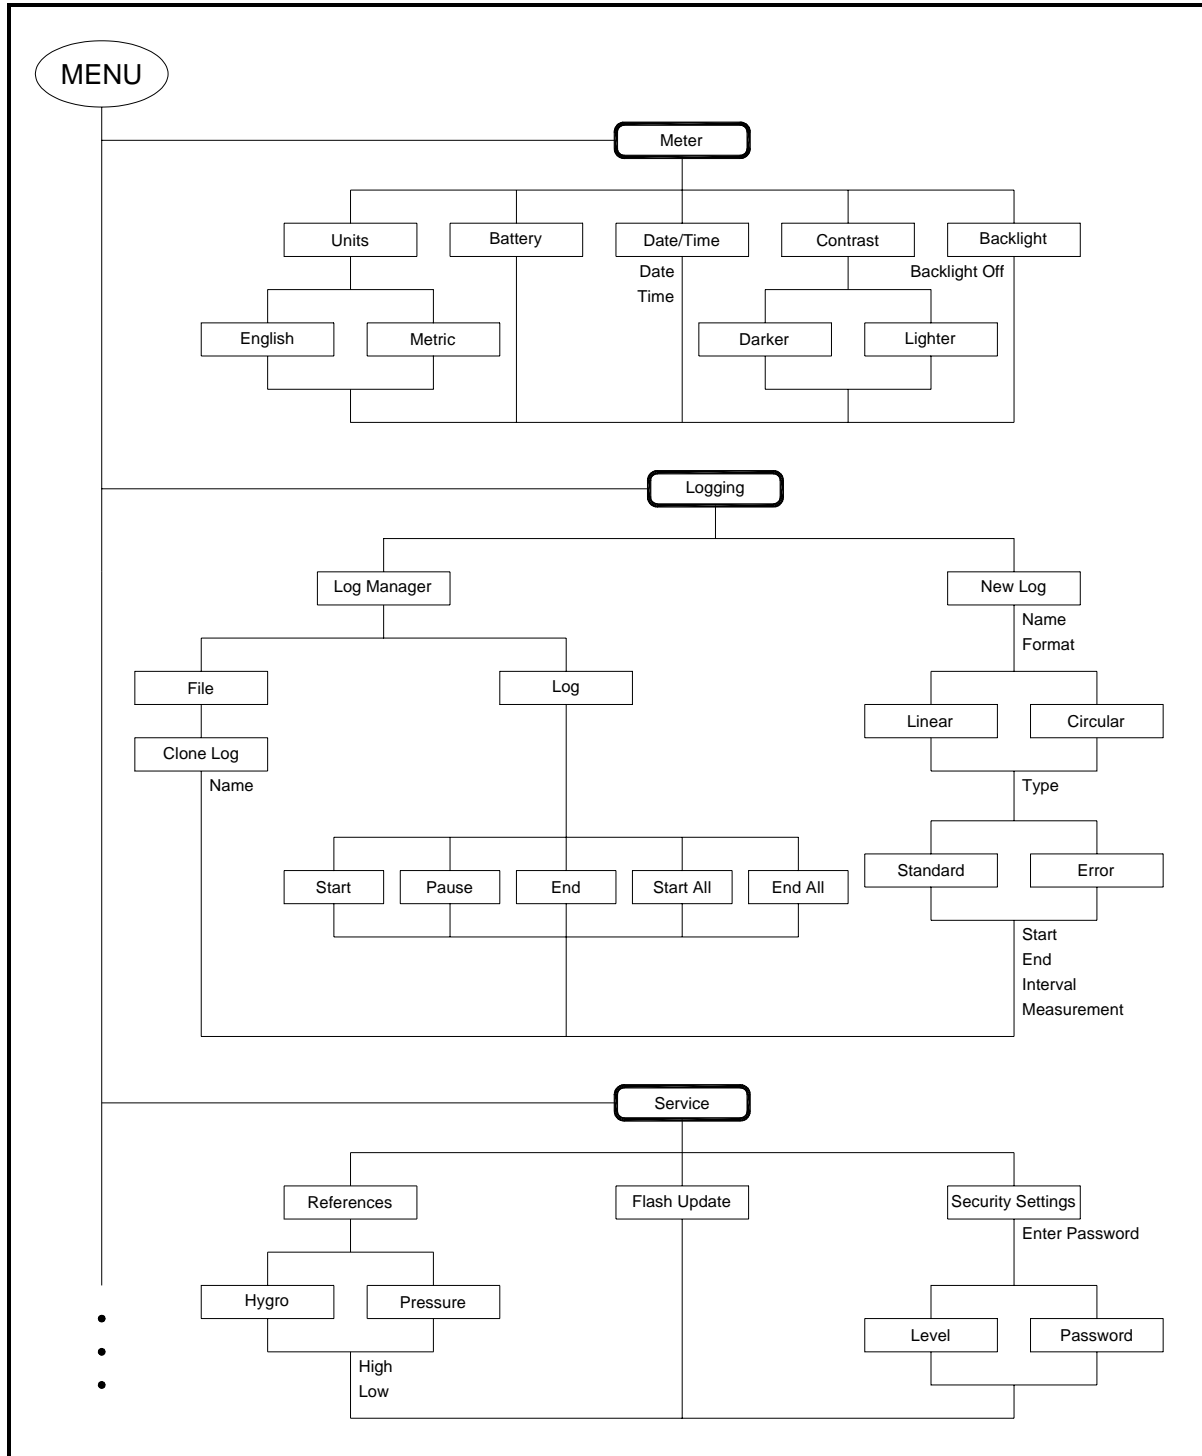 MENU
Meter
Units
Battery
Date/Time
Contrast
Backlight
Date
Backlight Off
Time
English
Metric
Darker
Lighter
Logging
Log Manager
New Log
Name
Format
File
Log
Linear
Circular
Clone Log
Name
Type
Start
Pause
End
Start All
End All
Standard
Error
Start
End
Interval
Measurement
Service
References
Flash Update
Security Settings
Enter Password
Hygro
Pressure
Level
Password
High
Low